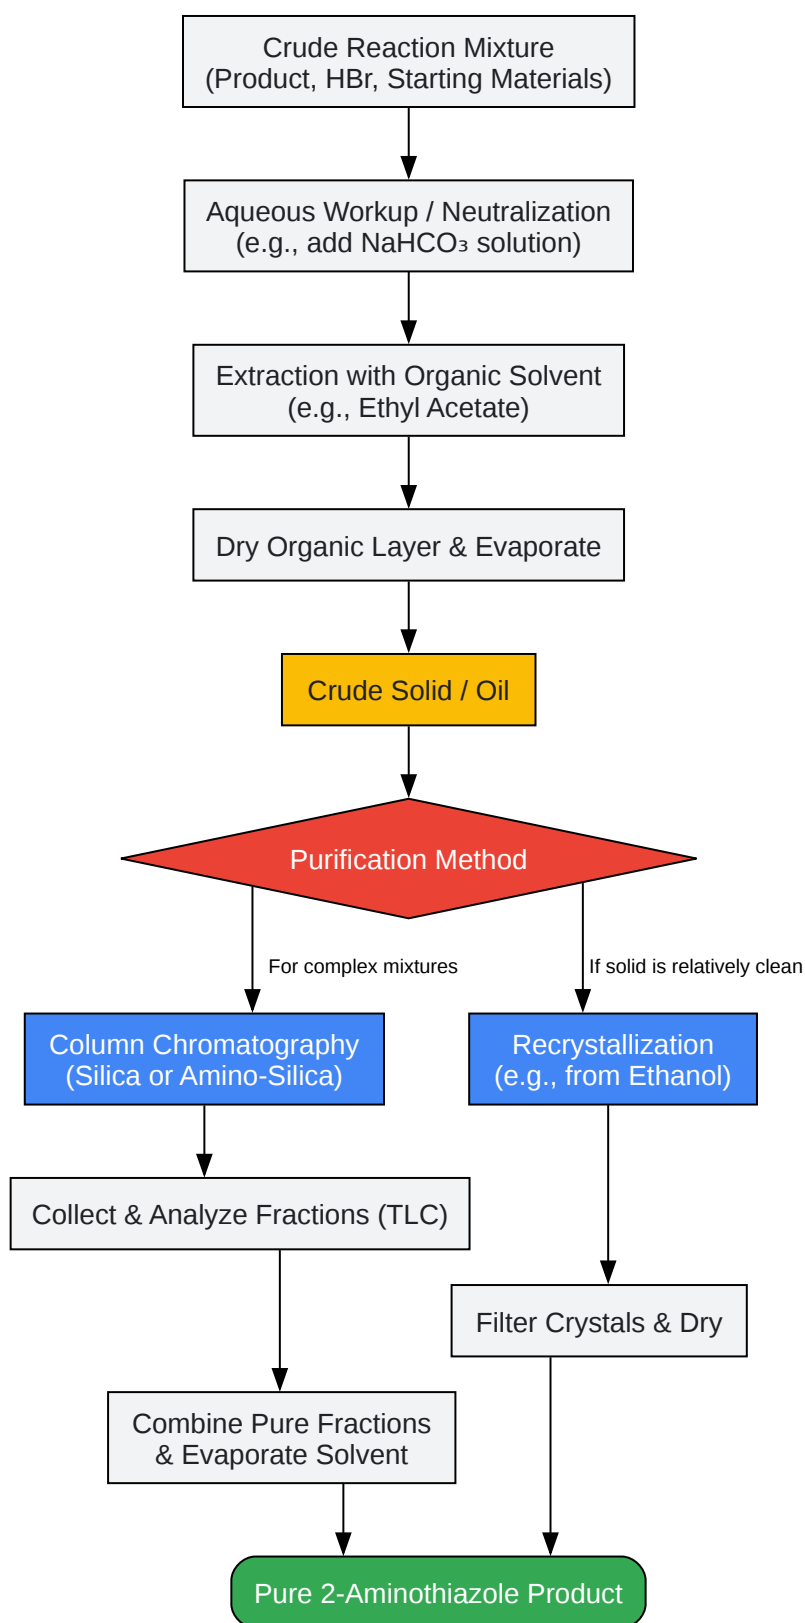 Crude Reaction Mixture
(Product, HBr, Starting Materials)
Aqueous Workup / Neutralization
(e.g., add NaHCO₃ solution)
Extraction with Organic Solvent
(e.g., Ethyl Acetate)
Dry Organic Layer & Evaporate
Crude Solid / Oil
Purification Method
For complex mixtures
If solid is relatively clean
Column Chromatography
(Silica or Amino-Silica)
Recrystallization
(e.g., from Ethanol)
Collect & Analyze Fractions (TLC)
Filter Crystals & Dry
Combine Pure Fractions
& Evaporate Solvent
Pure 2-Aminothiazole Product